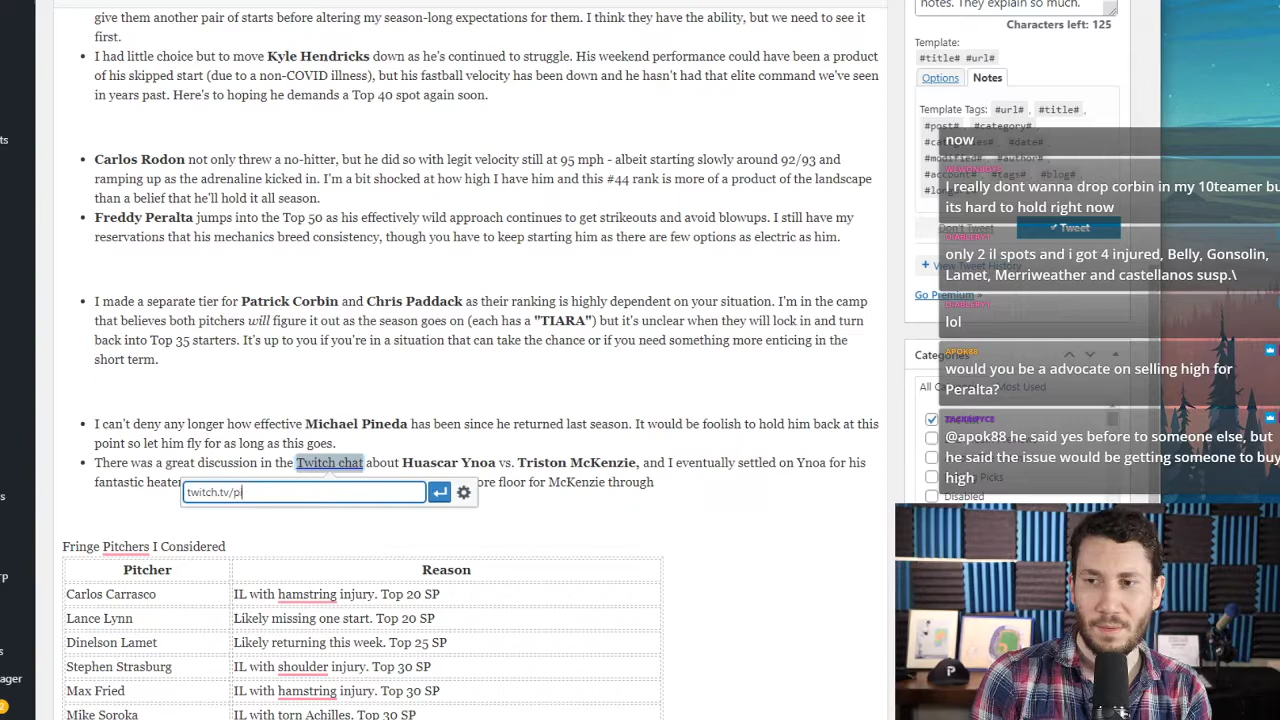 give them another pair of starts before altering my season-long expectations for them. I think they have the ability, but we need to see it
first.
I had little choice but to move Kyle Hendricks down as he's continued to struggle. His weekend performance could have been a product
of his skipped start (due to a non-COVID illness), but his fastball velocity has been down and he hasn't had that elite command we've seen
in years past. Here's to hoping he demands a Top 40 spot again soon.
Carlos Rodon not only threw a no-hitter, but he did so with legit velocity still at 95 mph - albeit starting slowly around 92/93 and
ramping up as the adrenaline kicked in. I'm a bit shocked at how high I have him and this #44 rank is more of a product of the landscape
than a belief that he'll hold it all season.
Freddy Peralta jumps into the Top 50 as his effectively wild approach continues to get strikeouts and avoid blowups. I still have my
reservations that his mechanics breed consistency, though you have to keep starting him as there are few options as electric as him.
I made a separate tier for Patrick Corbin and Chris Paddack as their ranking is highly dependent on your situation. I'm in the camp
that believes both pitchers will figure it out as the season goes on (each has a "TIARA") but it's unclear when they will lock in and turn
back into Top 35 starters. It's up to you if you're in a situation that can take the chance or if you need something more enticing in the
short term.
I can't deny any longer how effective Michael Pineda has been since he returned last season. It would be foolish to hold him back at this
point so let him fly for as long as this goes.
There was a great discussion in the Twitch chat about Huascar Ynoa vs. Triston McKenzie, and I eventually settled on Ynoa for his
fantastic heater ore floor for McKenzie through
twitch.tv/pi
Fringe Pitchers I Considered
Pitcher Reason
Carlos Carrasco IL with hamstring injury. Top 20 SP
Lance Lynn Likely missing one start. Top 20 SP
Dinelson Lamet Likely returning this week. Top 25 SP
Stephen Strasburg IL with shoulder injury. Top 30 SP
Max Fried IL with hamstring injury. Top 30 SP
Mike Soroka IL with torn Achilles. Top 30 SP
notes. They explain so much.
Characters left: 125
Template:
#title# #url#
Options Notes
Template Tags: #url# , #title# ,
#post# , #category# ,
now
I really dont wanna drop corbin in my 10teamer but
its hard to hold right now
Don't Tweet Tweet
only 2 il spots and i got 4 injured, Belly, Gonsolin,
Lamet, Merriweather and castellanos susp.\
+ View Tweet History
Go Premium »
lol
Categories
APOK88
would you be a advocate on selling high for
Peralta?
@apok88 he said yes before to someone else, but
he said the issue would be getting someone to buy
high
Disabled
ts
s
TP
s
nager
2
P